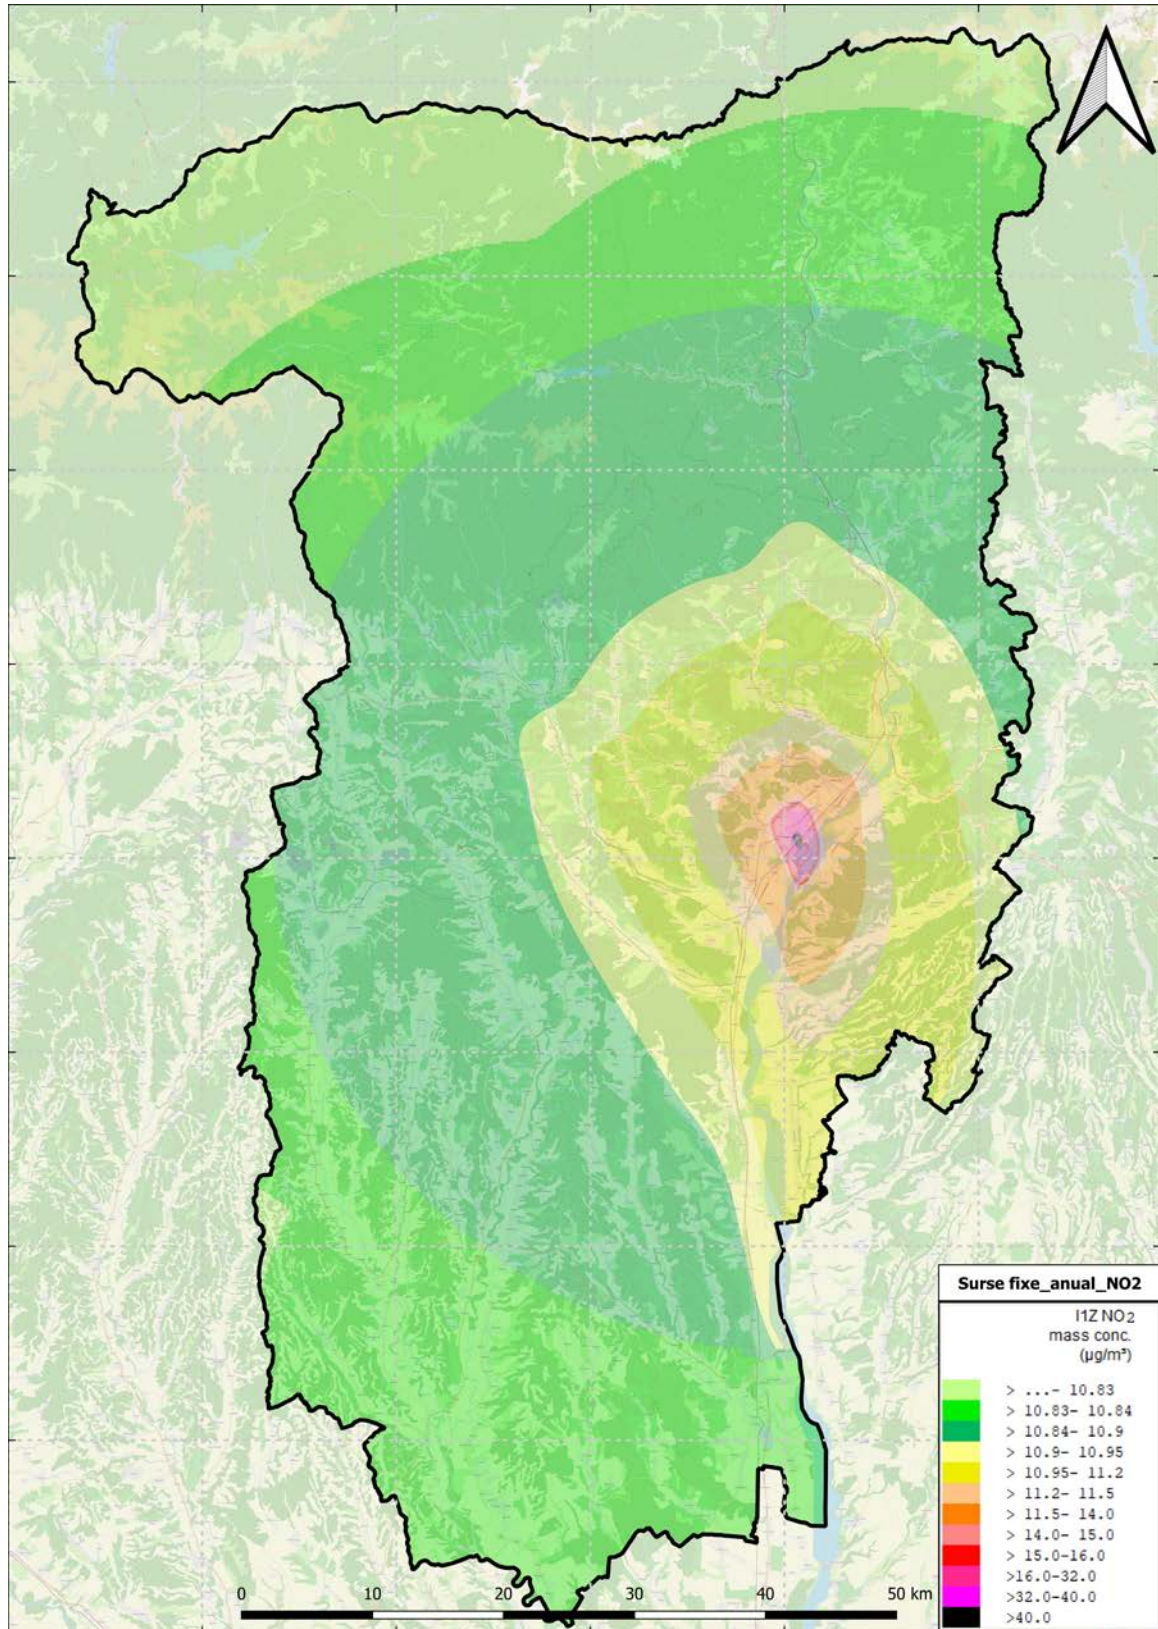 Surse fixe_anual_NO2
I1Z NO2
mass conc.
(µg/m³)
> ...- 10.83
> 10.83- 10.84
> 10.84- 10.9
> 10.9- 10.95
> 10.95- 11.2
> 11.2- 11.5
> 11.5- 14.0
> 14.0- 15.0
> 15.0-16.0
>16.0-32.0
>32.0-40.0
>40.0
0 10 20 30 40 50 km